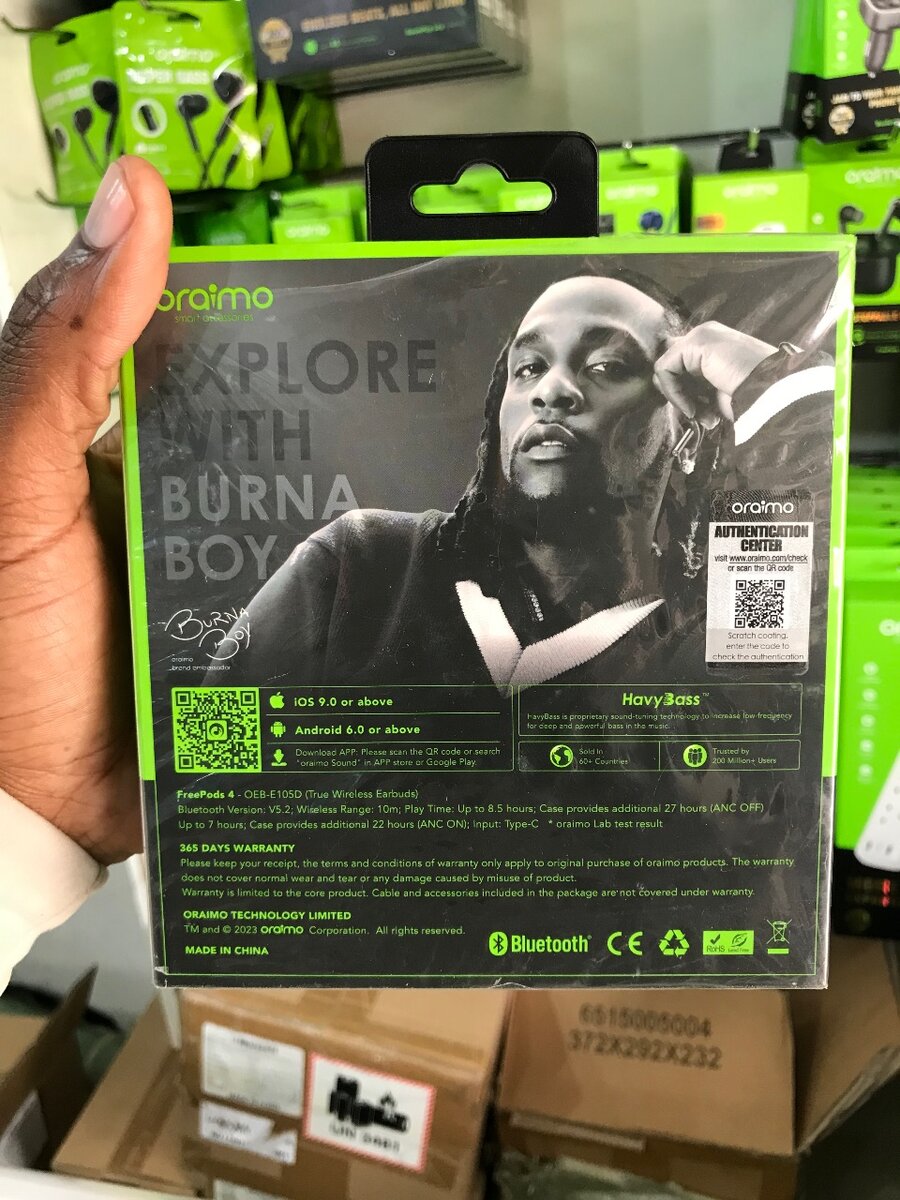 oraimo
SUPER BASS
oraimo
smart accessories
EXPLORE
WITH
BURNA
BOY
BURNA
BOY
oraimo
brand ambassador
oraimo
AUTHENTICATION
CENTER
visit www.oraimo.com/check
or scan the QR code
Scratch coating,
enter the code to
check the authentication
iOS 9.0 or above
Android 6.0 or above
Download APP: Please scan the QR code or search
"oraimo Sound" in APP store or Google Play.
HavyBass™
HavyBass is proprietary sound-tuning technology to increase low-frequency
for deep and powerful bass in the music.
Sold In
60+ Countries
Trusted by
200 Million+ Users
FreePods 4 - OEB-E105D (True Wireless Earbuds)
Bluetooth Version: V5.2; Wireless Range: 10m; Play Time: Up to 8.5 hours; Case provides additional 27 hours (ANC OFF)
Up to 7 hours; Case provides additional 22 hours (ANC ON); Input: Type-C * oraimo Lab test result
365 DAYS WARRANTY
Please keep your receipt, the terms and conditions of warranty only apply to original purchase of oraimo products. The warranty
does not cover normal wear and tear or any damage caused by misuse of product.
Warranty is limited to the core product. Cable and accessories included in the package are not covered under warranty.
ORAIMO TECHNOLOGY LIMITED
TM and © 2023 oraimo Corporation. All rights reserved.
MADE IN CHINA
Bluetooth®
CE
RoHS
6515005004
372X292X232
UN 3481